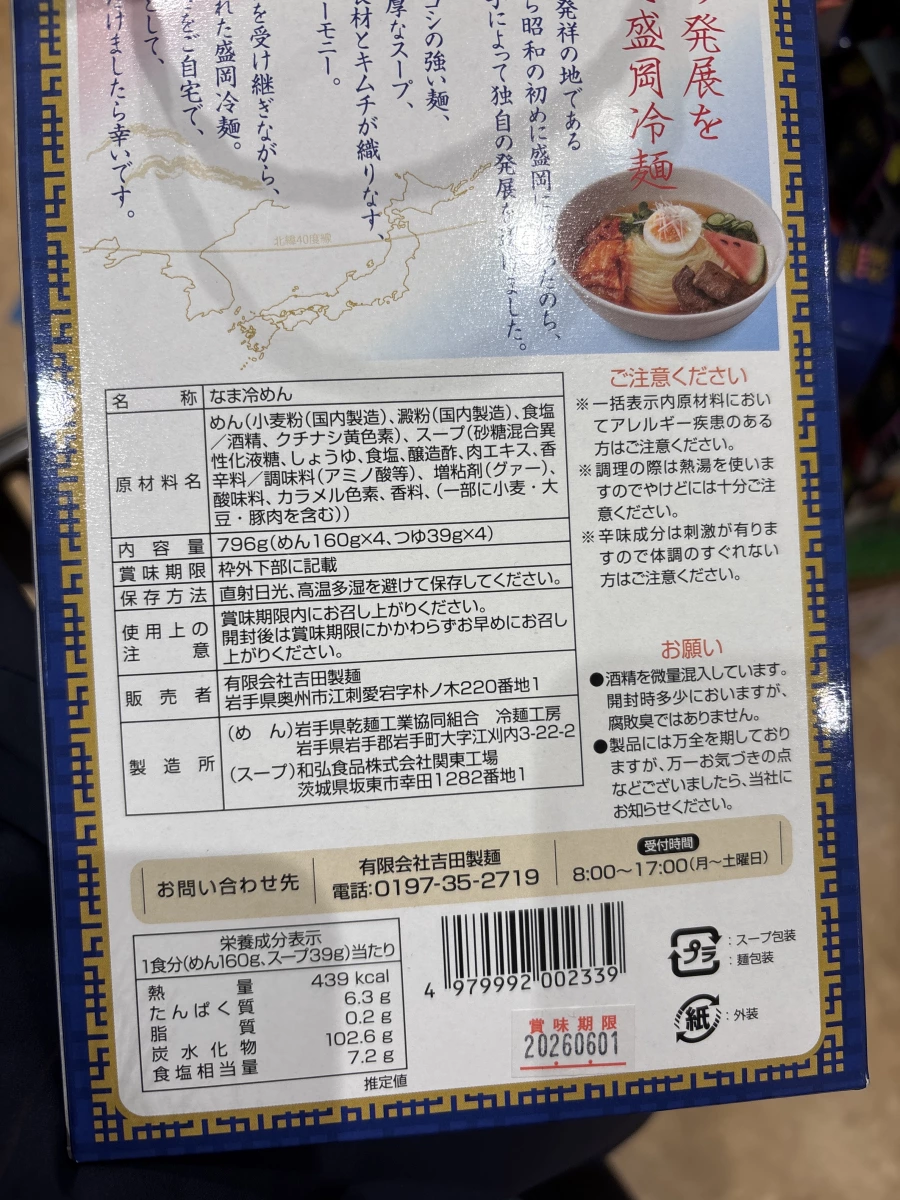 発展を
盛岡冷麺
発祥の地である
ら昭和の初めに盛岡に
たのち、
によって独自の発展を
ました。
コシの強い麺、
厚なスープ、
食材とキムチが織りなす、
ーモニー。
を受け継ぎながら、
れた盛岡冷麺。
をご自宅で、
として、
だけましたら幸いです。
北緯40度線
名称 なま冷めん
原材料名 めん(小麦粉(国内製造)、澱粉(国内製造)、食塩
/酒精、クチナシ黄色素)、スープ(砂糖混合異
性化液糖、しょうゆ、食塩、醸造酢、肉エキス、香
辛料/調味料(アミノ酸等)、増粘剤(グァー)、
酸味料、カラメル色素、香料、(一部に小麦・大
豆・豚肉を含む))
内容量 796g(めん160g×4、つゆ39g×4)
賞味期限 枠外下部に記載
保存方法 直射日光、高温多湿を避けて保存してください。
使用上の注意 賞味期限内にお召し上がりください。
開封後は賞味期限にかかわらずお早めにお召し
上がりください。
販売者 有限会社吉田製麺
岩手県奥州市江刺愛宕字朴ノ木220番地1
製造所 (めん)岩手県乾麺工業協同組合 冷麺工房
岩手県岩手郡岩手町大字江刈内3-22-2
(スープ)和弘食品株式会社関東工場
茨城県坂東市幸田1282番地1
ご注意ください
※一括表示内原材料におい
てアレルギー疾患のある
方はご注意ください。
※調理の際は熱湯を使いま
すのでやけどには十分ご注
意ください。
※辛味成分は刺激が有りま
すので体調のすぐれない
方はご注意ください。
お願い
●酒精を微量混入しています。
開封時多少においますが、
腐敗臭ではありません。
●製品には万全を期しており
ますが、万一お気づきの点
などございましたら、当社に
お知らせください。
お問い合わせ先
有限会社吉田製麺
電話:0197-35-2719
受付時間
8:00〜17:00(月〜土曜日)
栄養成分表示
1食分(めん160g、スープ39g)当たり
熱量 439 kcal
たんぱく質 6.3 g
脂質 0.2 g
炭水化物 102.6 g
食塩相当量 7.2 g
推定値
4 979992 002339
賞味期限
20260601
プラ
:スープ包装
:麺包装
紙
:外装